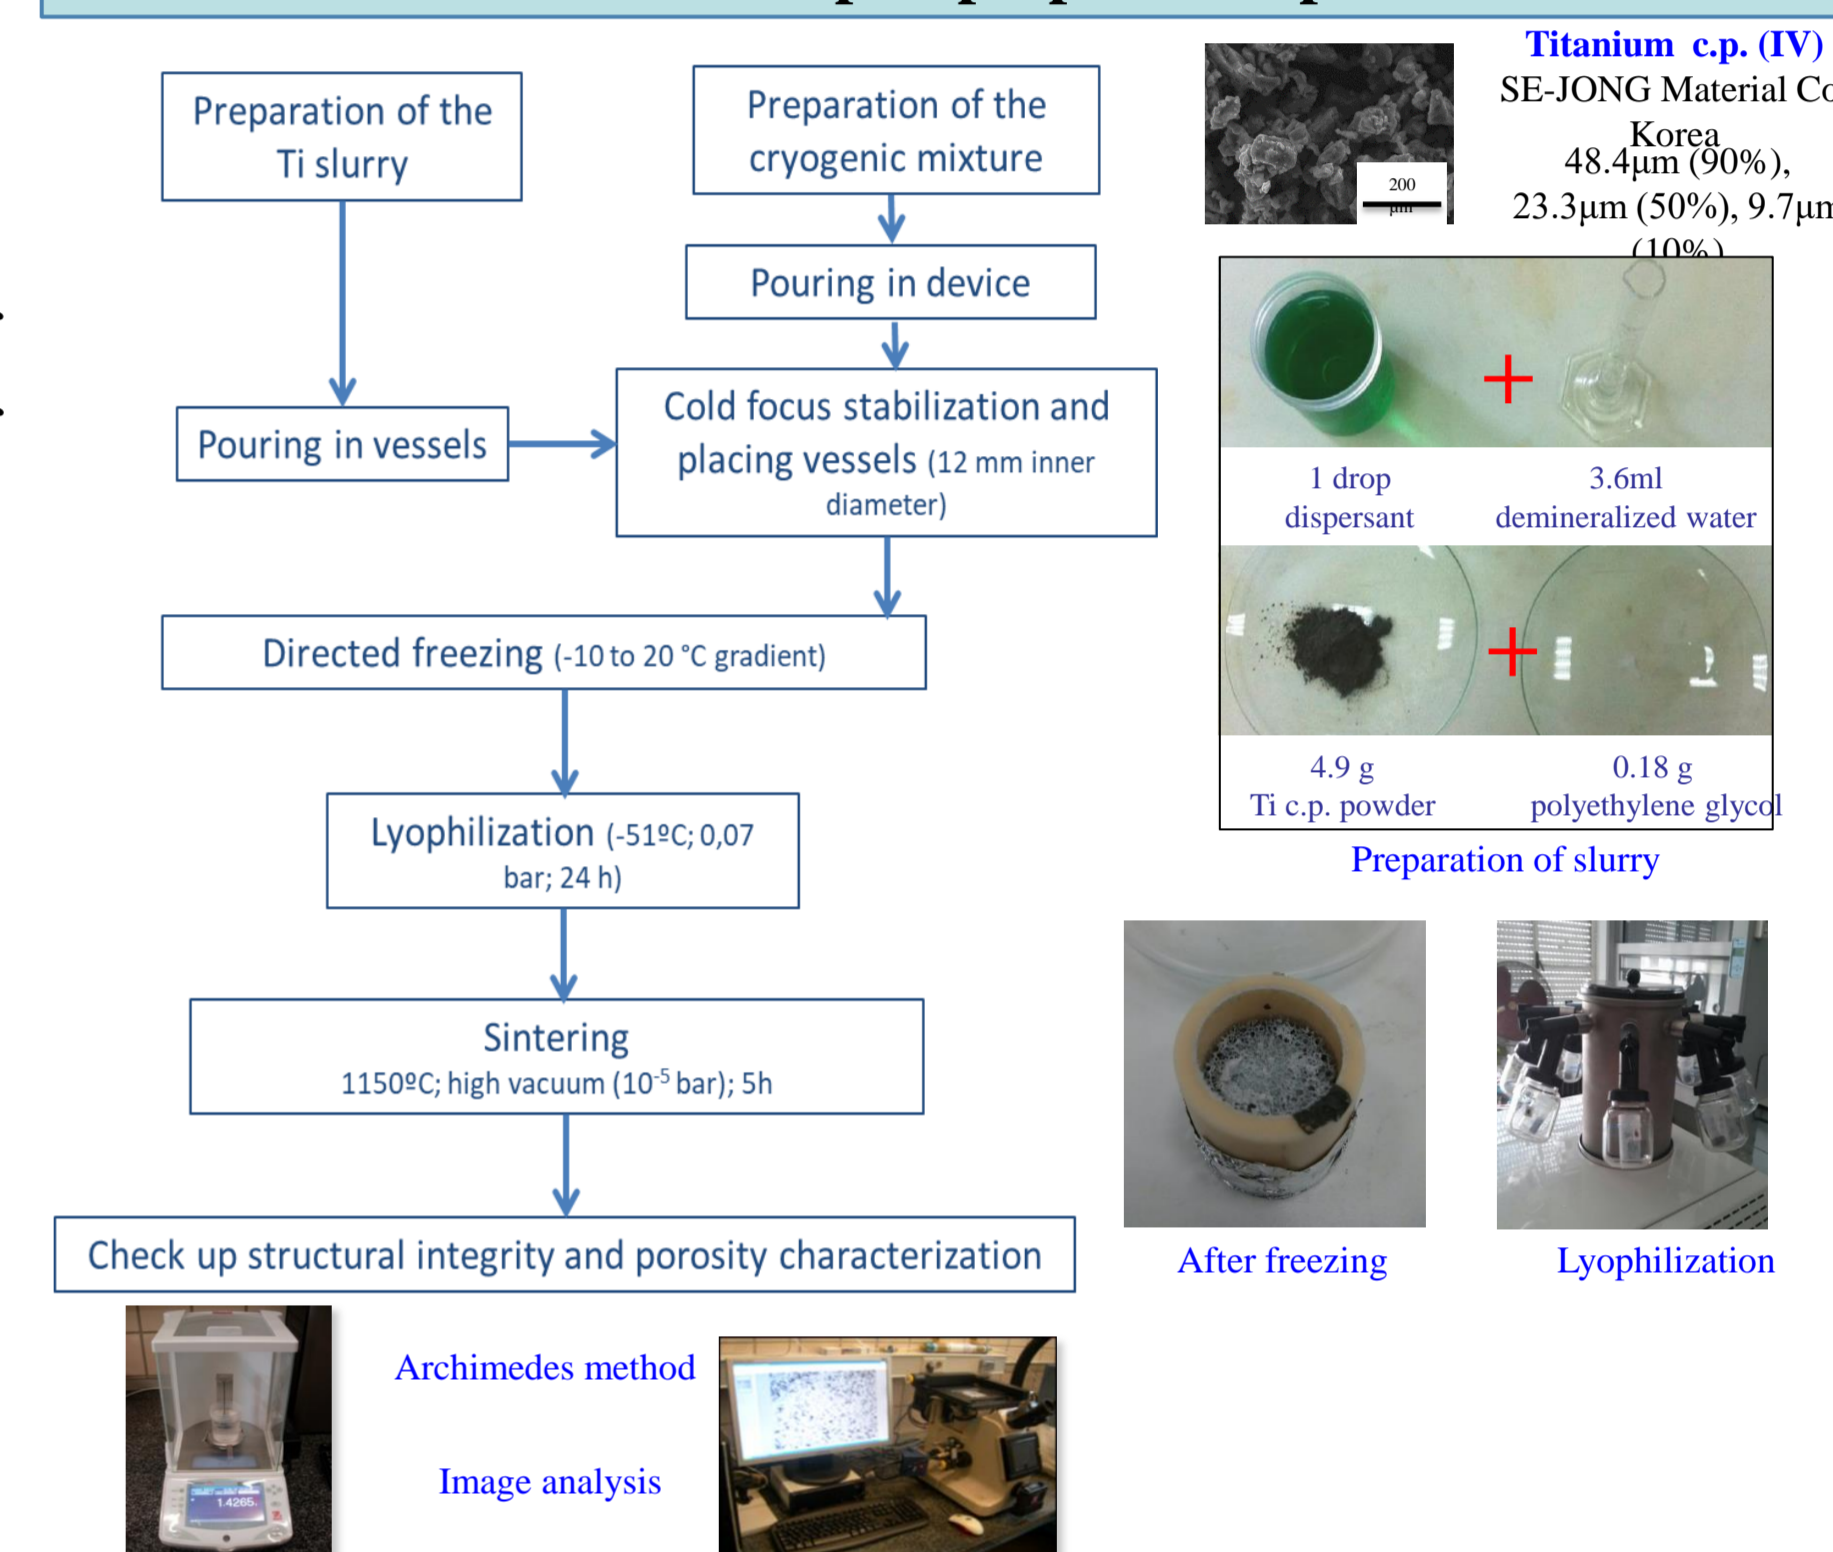 Preparation of the
Ti slurry
Preparation of the
cryogenic mixture
Pouring in device
Pouring in vessels
Cold focus stabilization and
placing vessels (12 mm inner
diameter)
Directed freezing (-10 to 20 °C gradient)
Lyophilization (-51ºC; 0,07
bar; 24 h)
Sintering
1150ºC; high vacuum (10⁻⁵ bar); 5h
Check up structural integrity and porosity characterization
Archimedes method
Image analysis
1.4265
200
µm
Titanium c.p. (IV)
SE-JONG Material Co
Korea
48.4µm (90%),
23.3µm (50%), 9.7µm
(10%)
1 drop
dispersant
3.6ml
demineralized water
4.9 g
Ti c.p. powder
0.18 g
polyethylene glycol
Preparation of slurry
After freezing
Lyophilization